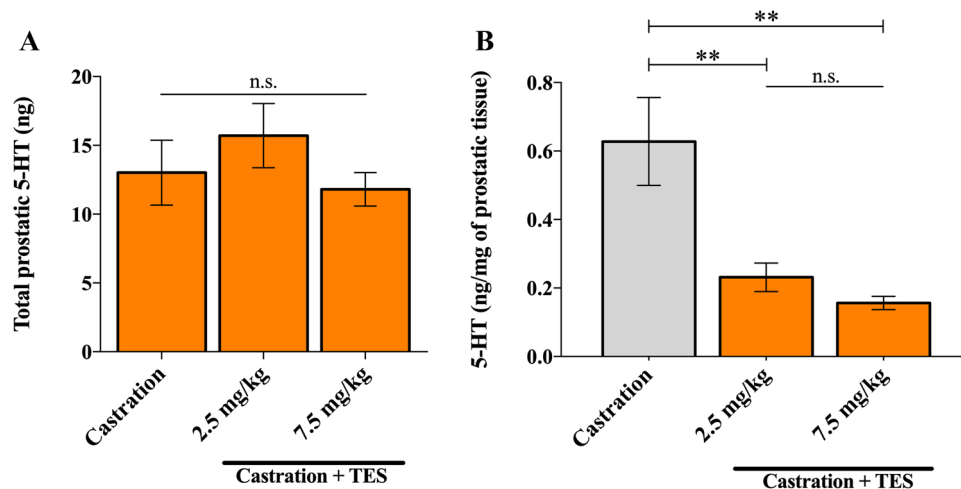 A
Total prostatic 5-HT (ng)
20
15
10
5
0
n.s.
Castration
2.5 mg/kg
7.5 mg/kg
Castration + TES
B
5-HT (ng/mg of prostatic tissue)
0.8
0.6
0.4
0.2
0.0
**
**
n.s.
Castration
2.5 mg/kg
7.5 mg/kg
Castration + TES